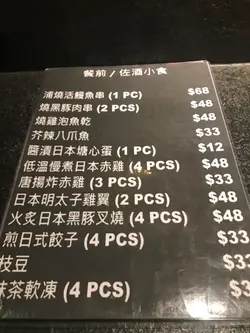 餐前 / 佐酒小食
浦燒活鰻魚串 (1 PC) $68
燒黑豚肉串 (2 PCS) $48
燒雞泡魚乾 $48
芥辣八爪魚 $33
醬漬日本塘心蛋 (1 PC) $12
低溫慢煮日本赤雞 (4 PCS) $48
唐揚炸赤雞 (3 PCS) $33
日本明太子雞翼 (2 PCS) $48
火炙日本黑豚叉燒 (4 PCS) $48
煎日式餃子 (4 PCS) $33
枝豆 $33
抹茶軟凍 (4 PCS) $3